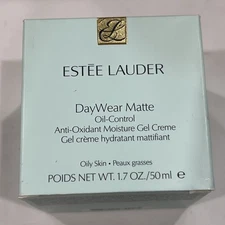 ESTĒE LAUDER
DayWear Matte
Oil-Control
Anti-Oxidant Moisture Gel Creme
Gel crème hydratant matifiant
Oily Skin • Peaux grasses
POIDS NET WT. 1.7 OZ./50 ml ℮